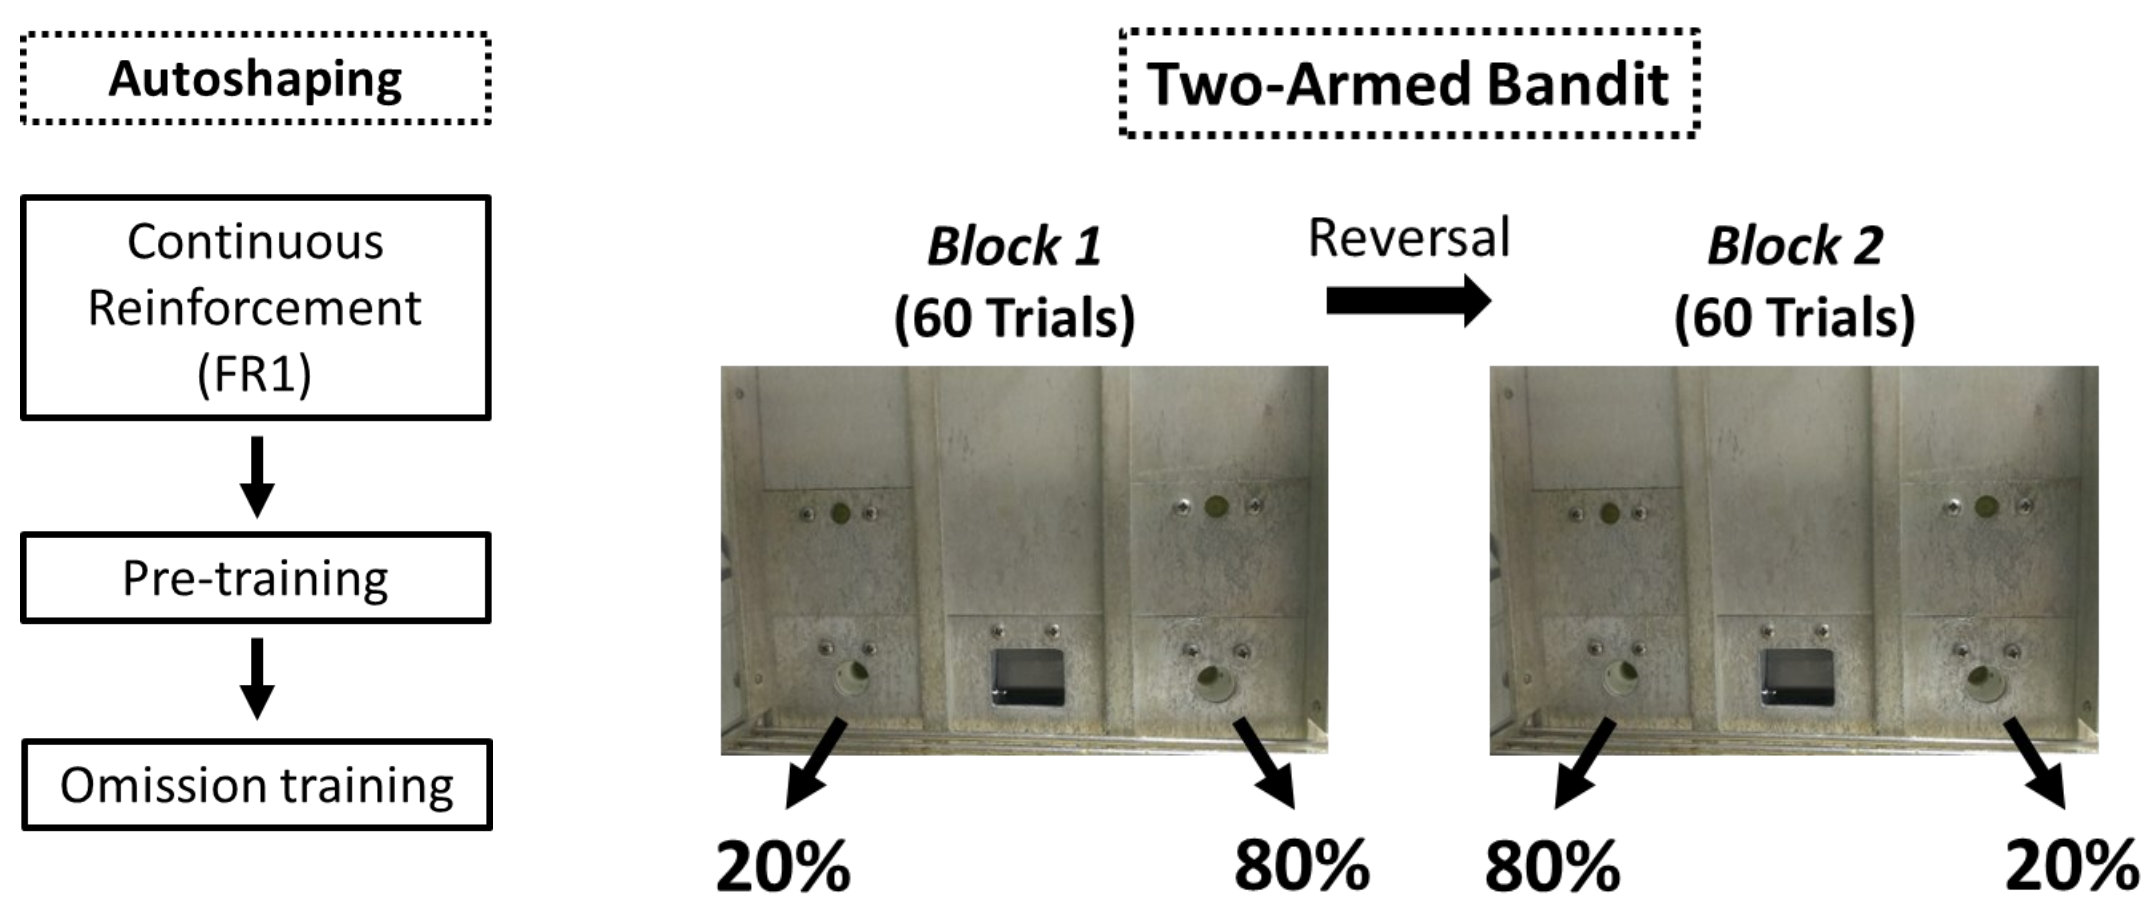 Autoshaping
Continuous
Reinforcement
(FR1)
Pre-training
Omission training
Two-Armed Bandit
Block 1
(60 Trials)
Reversal
Block 2
(60 Trials)
20%
80%
80%
20%